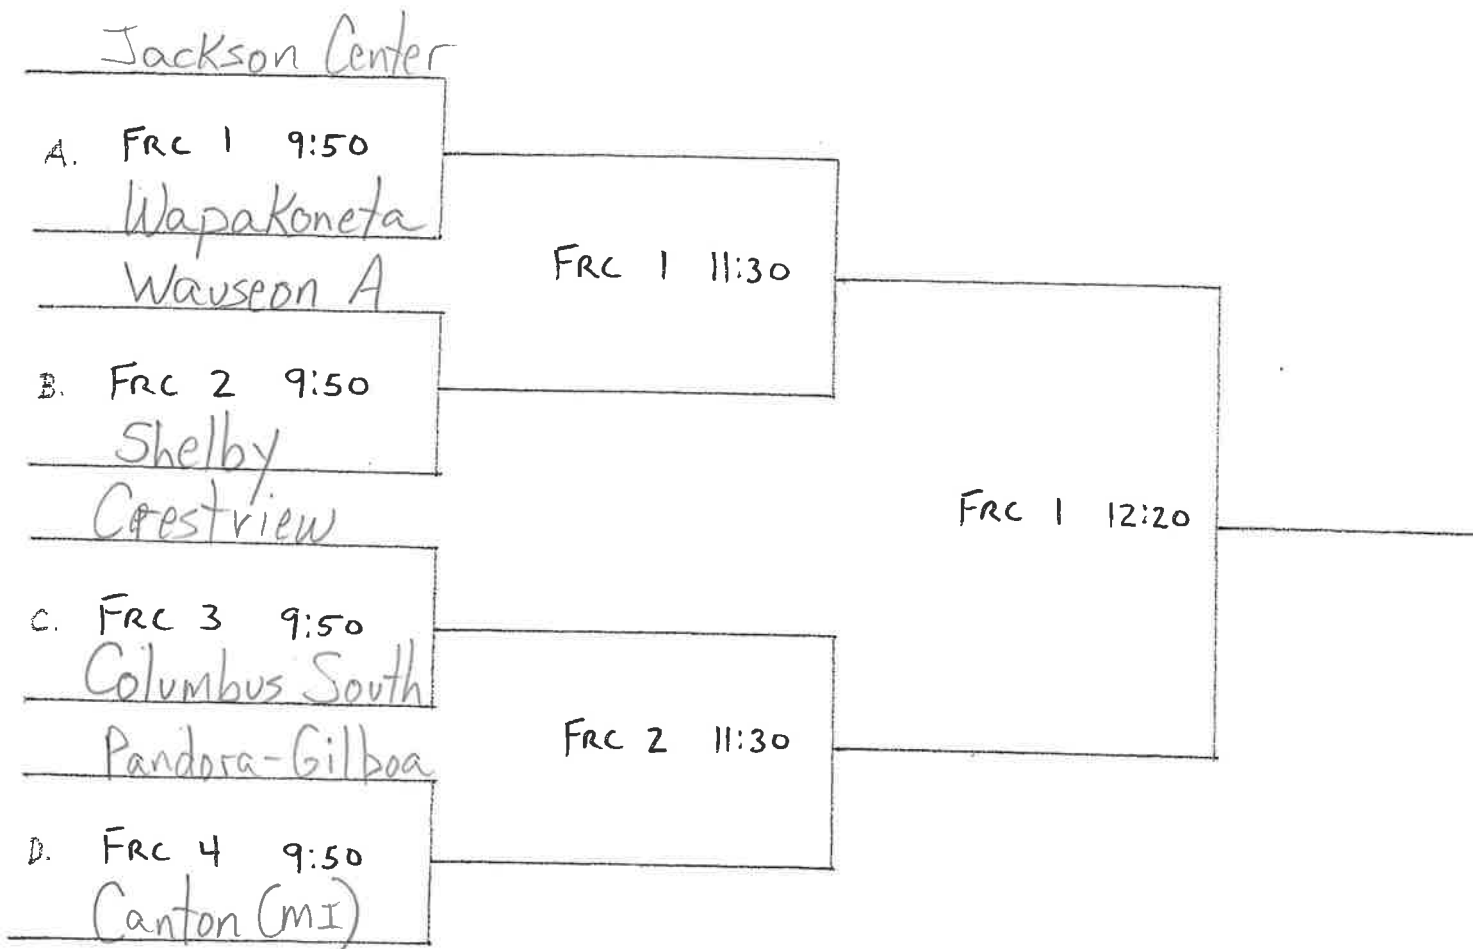 Jackson Center
A. FRC 1 9:50
Wapakoneta
Wauseon A
FRC 1 11:30
B. FRC 2 9:50
Shelby
Crestview
FRC 1 12:20
C. FRC 3 9:50
Columbus South
Pandora-Gilboa
FRC 2 11:30
D. FRC 4 9:50
Canton (MI)